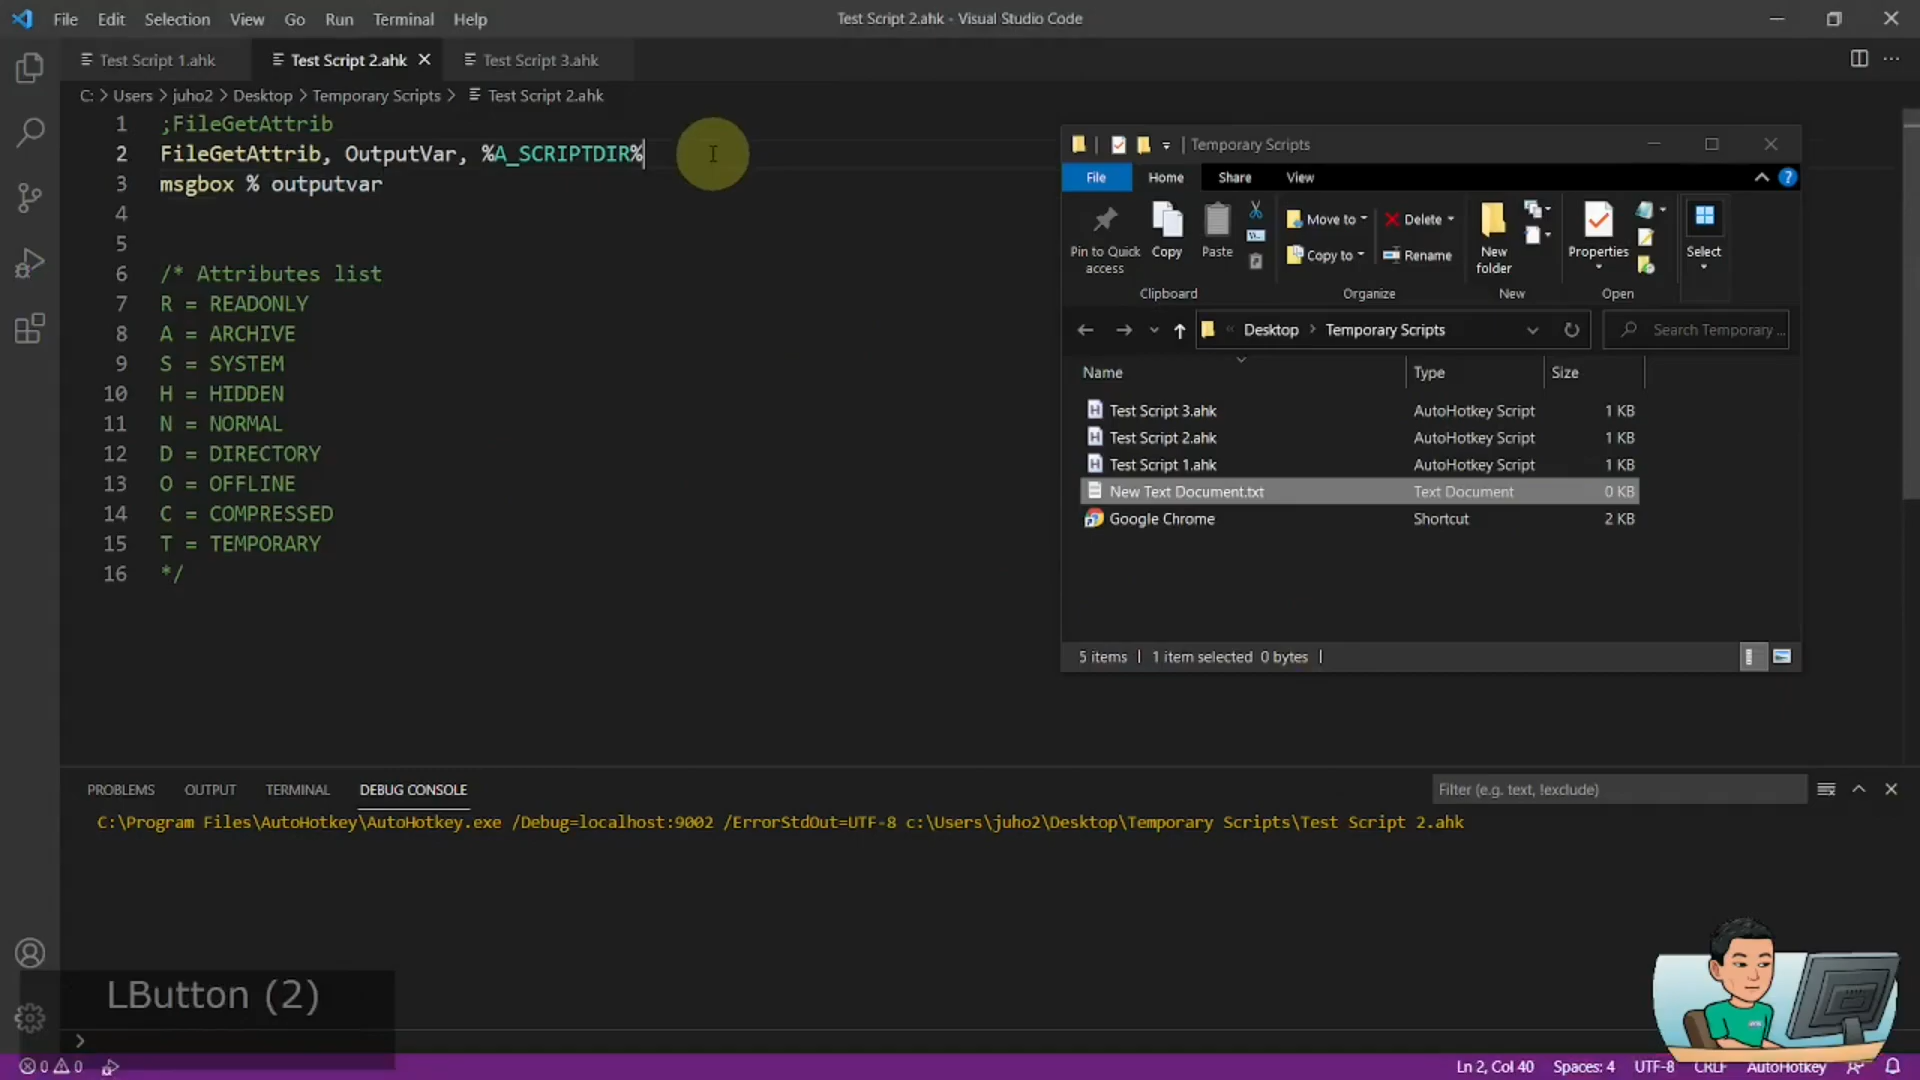 File Edit Selection View Go Run Terminal Help
Test Script 2.ahk - Visual Studio Code
Test Script 1.ahk
Test Script 2.ahk
Test Script 3.ahk
C: > Users > juho2 > Desktop > Temporary Scripts > Test Script 2.ahk
1 ;FileGetAttrib
2 FileGetAttrib, OutputVar, %A_SCRIPTDIR%
3 msgbox % outputvar
4
5
6 /* Attributes list
7 R = READONLY
8 A = ARCHIVE
9 S = SYSTEM
10 H = HIDDEN
11 N = NORMAL
12 D = DIRECTORY
13 O = OFFLINE
14 C = COMPRESSED
15 T = TEMPORARY
16 */
Temporary Scripts
File Home Share View
Pin to Quick access
Copy
Paste
Clipboard
Move to
Copy to
Delete
Rename
Organize
New folder
New
Properties
Open
Select
Desktop > Temporary Scripts
Search Temporary ...
Name Type Size
Test Script 3.ahk AutoHotkey Script 1 KB
Test Script 2.ahk AutoHotkey Script 1 KB
Test Script 1.ahk AutoHotkey Script 1 KB
New Text Document.txt Text Document 0 KB
Google Chrome Shortcut 2 KB
5 items | 1 item selected 0 bytes |
PROBLEMS OUTPUT TERMINAL DEBUG CONSOLE
Filter (e.g. text, !exclude)
C:\Program Files\AutoHotkey\AutoHotkey.exe /Debug=localhost:9002 /ErrorStdOut=UTF-8 c:\Users\juho2\Desktop\Temporary Scripts\Test Script 2.ahk
LButton (2)
0 0
Ln 2, Col 40 Spaces: 4 UTF-8 CRLF AutoHotkey